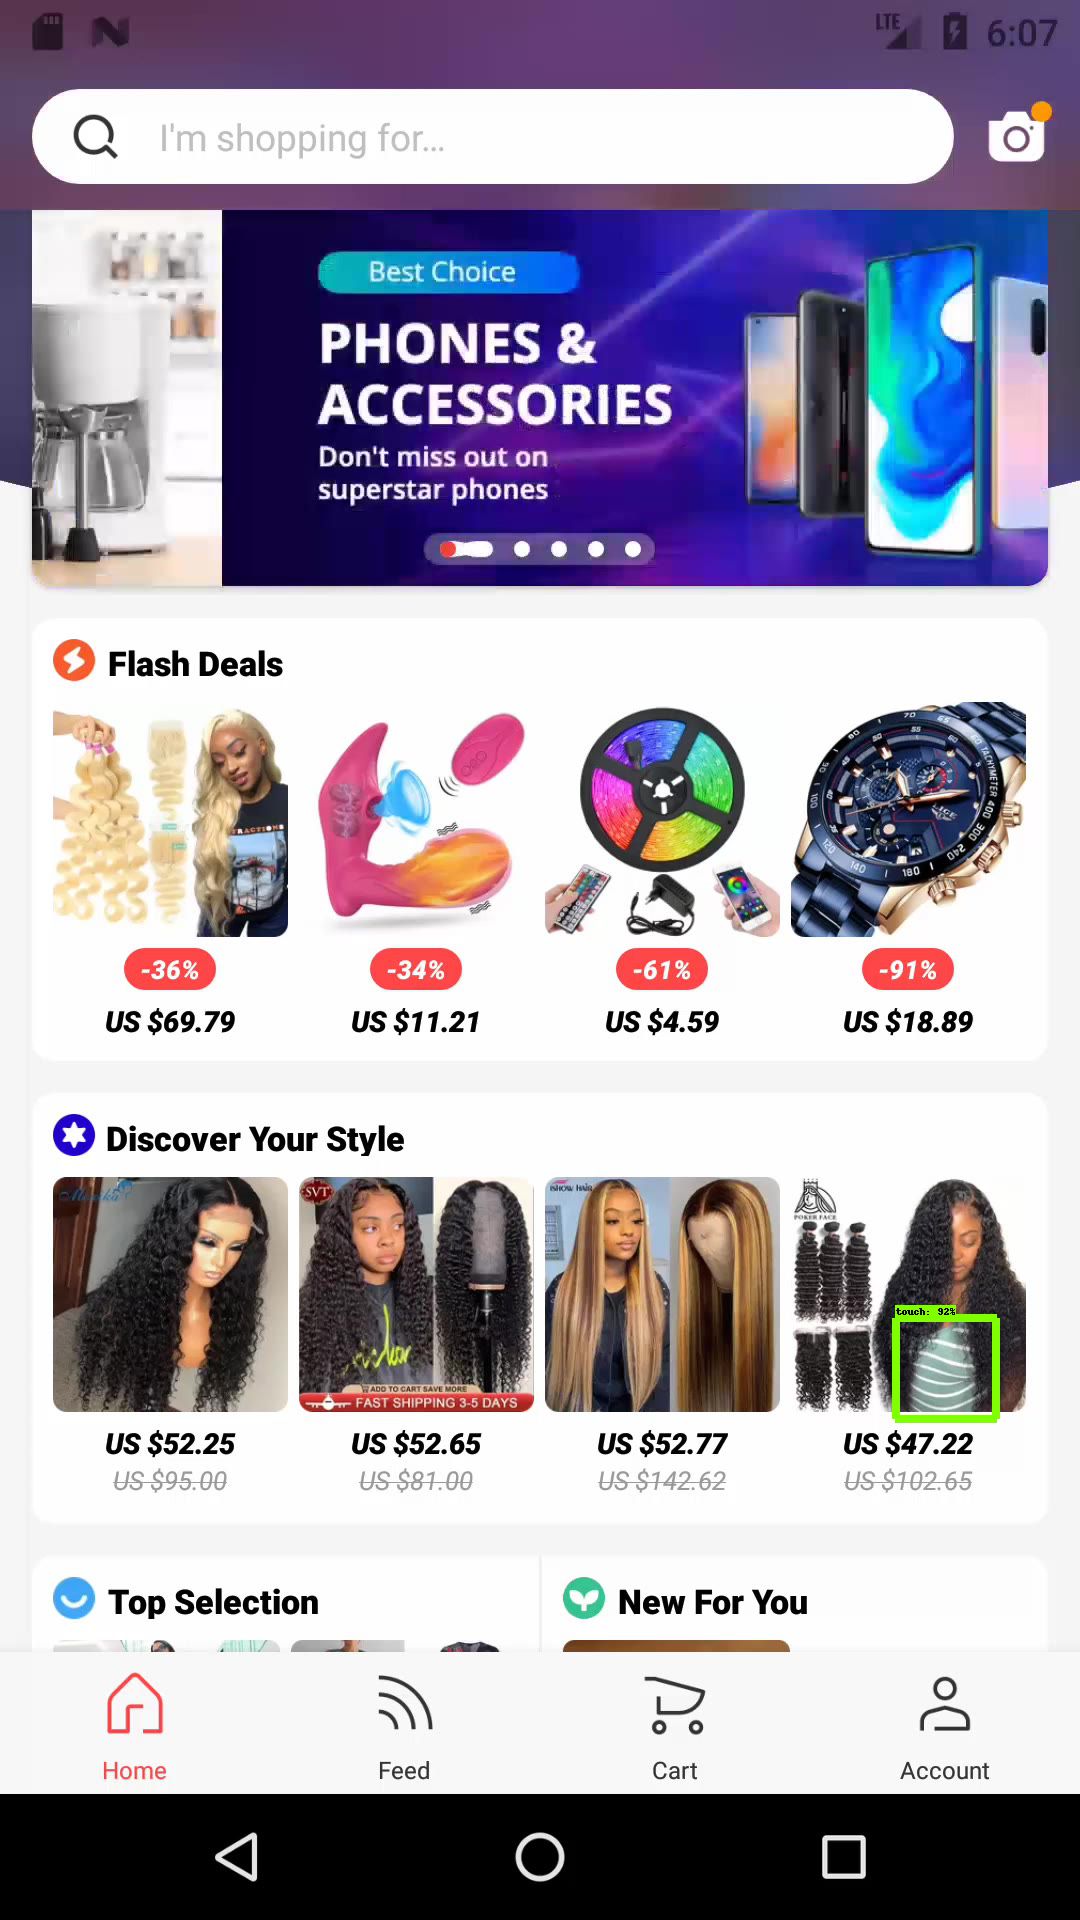 LTE 6:07
I'm shopping for...
Best Choice
PHONES &
ACCESSORIES
Don't miss out on
superstar phones
Flash Deals
-36% -34% -61% -91%
US $69.79 US $11.21 US $4.59 US $18.89
Discover Your Style
SVT
ISHOW HAIR
POKER FACE
touch: 92%
ADD TO CART SAVE MORE
FAST SHIPPING 3-5 DAYS
US $52.25 US $52.65 US $52.77 US $47.22
US $95.00 US $81.00 US $142.62 US $102.65
Top Selection New For You
Home Feed Cart Account